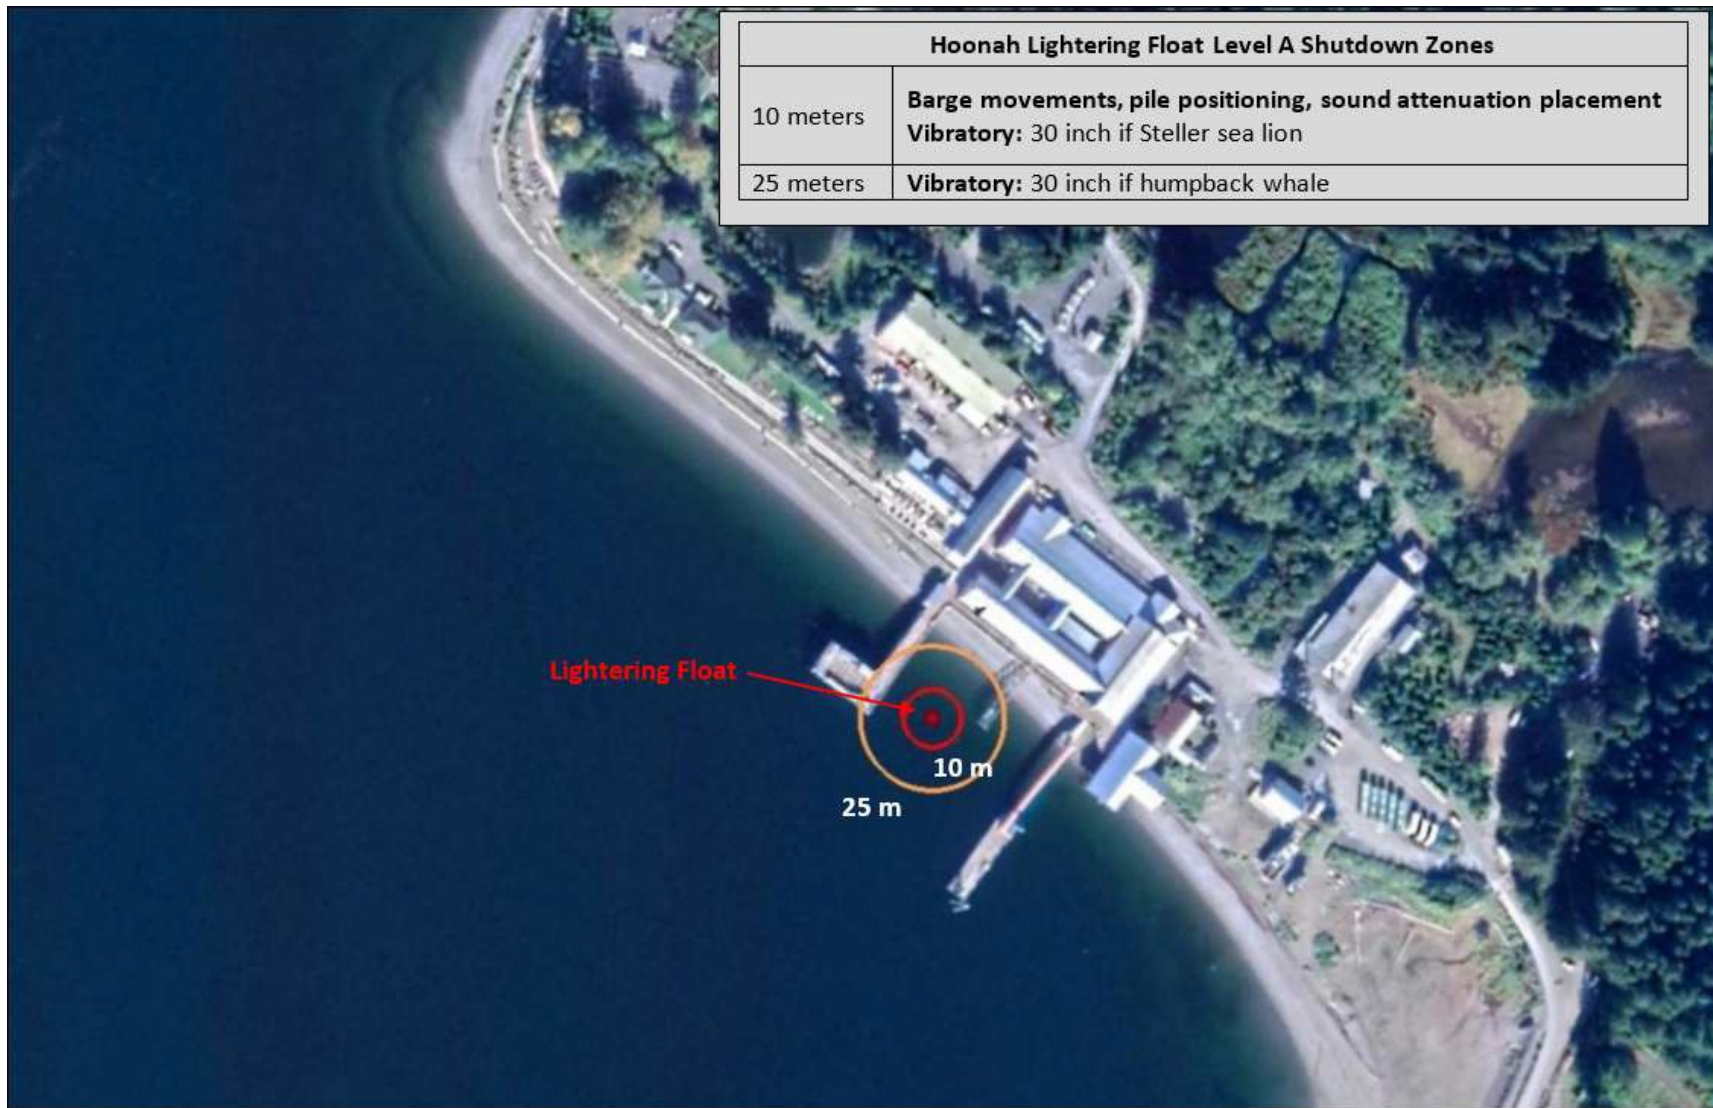 Hoonah Lightering Float Level A Shutdown Zones
10 meters
Barge movements, pile positioning, sound attenuation placement
Vibratory: 30 inch if Steller sea lion
25 meters
Vibratory: 30 inch if humpback whale
Lightering Float
10 m
25 m